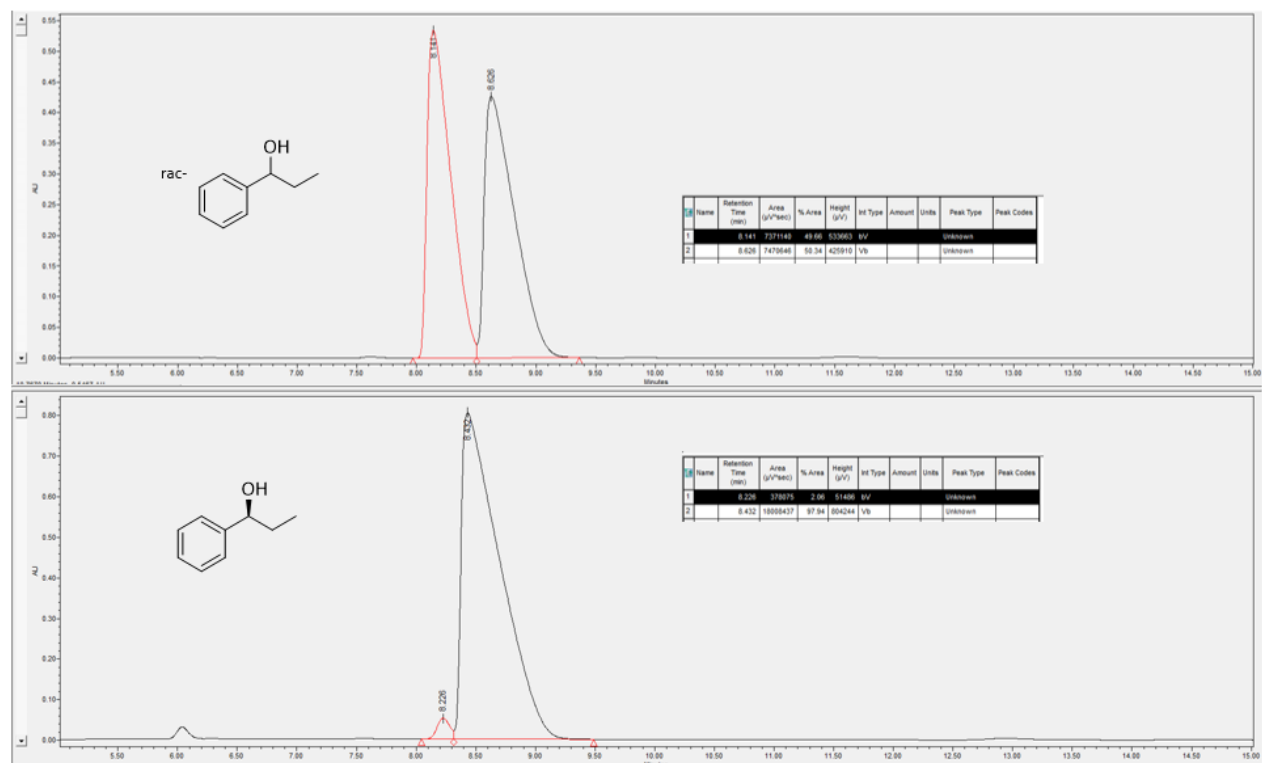 0.55
0.50
0.45
0.40
0.35
0.30
0.25
0.20
0.15
0.10
0.05
0.00
AU
8.141
8.626
rac-
OH
Name Retention Time (min) Area (µV*sec) % Area Height (µV) Int Type Amount Units Peak Type Peak Codes
1 8.141 7371140 49.66 533663 bV Unknown
2 8.626 7470646 50.34 425910 Vb Unknown
5.50 6.00 6.50 7.00 7.50 8.00 8.50 9.00 9.50 10.00 10.50 11.00 11.50 12.00 12.50 13.00 13.50 14.00 14.50 15.00
Minutes
0.80
0.70
0.60
0.50
0.40
0.30
0.20
0.10
0.00
AU
8.226
8.432
OH
Name Retention Time (min) Area (µV*sec) % Area Height (µV) Int Type Amount Units Peak Type Peak Codes
1 8.226 378075 2.06 51486 bV Unknown
2 8.432 18008437 97.94 804244 Vb Unknown
5.50 6.00 6.50 7.00 7.50 8.00 8.50 9.00 9.50 10.00 10.50 11.00 11.50 12.00 12.50 13.00 13.50 14.00 14.50 15.00